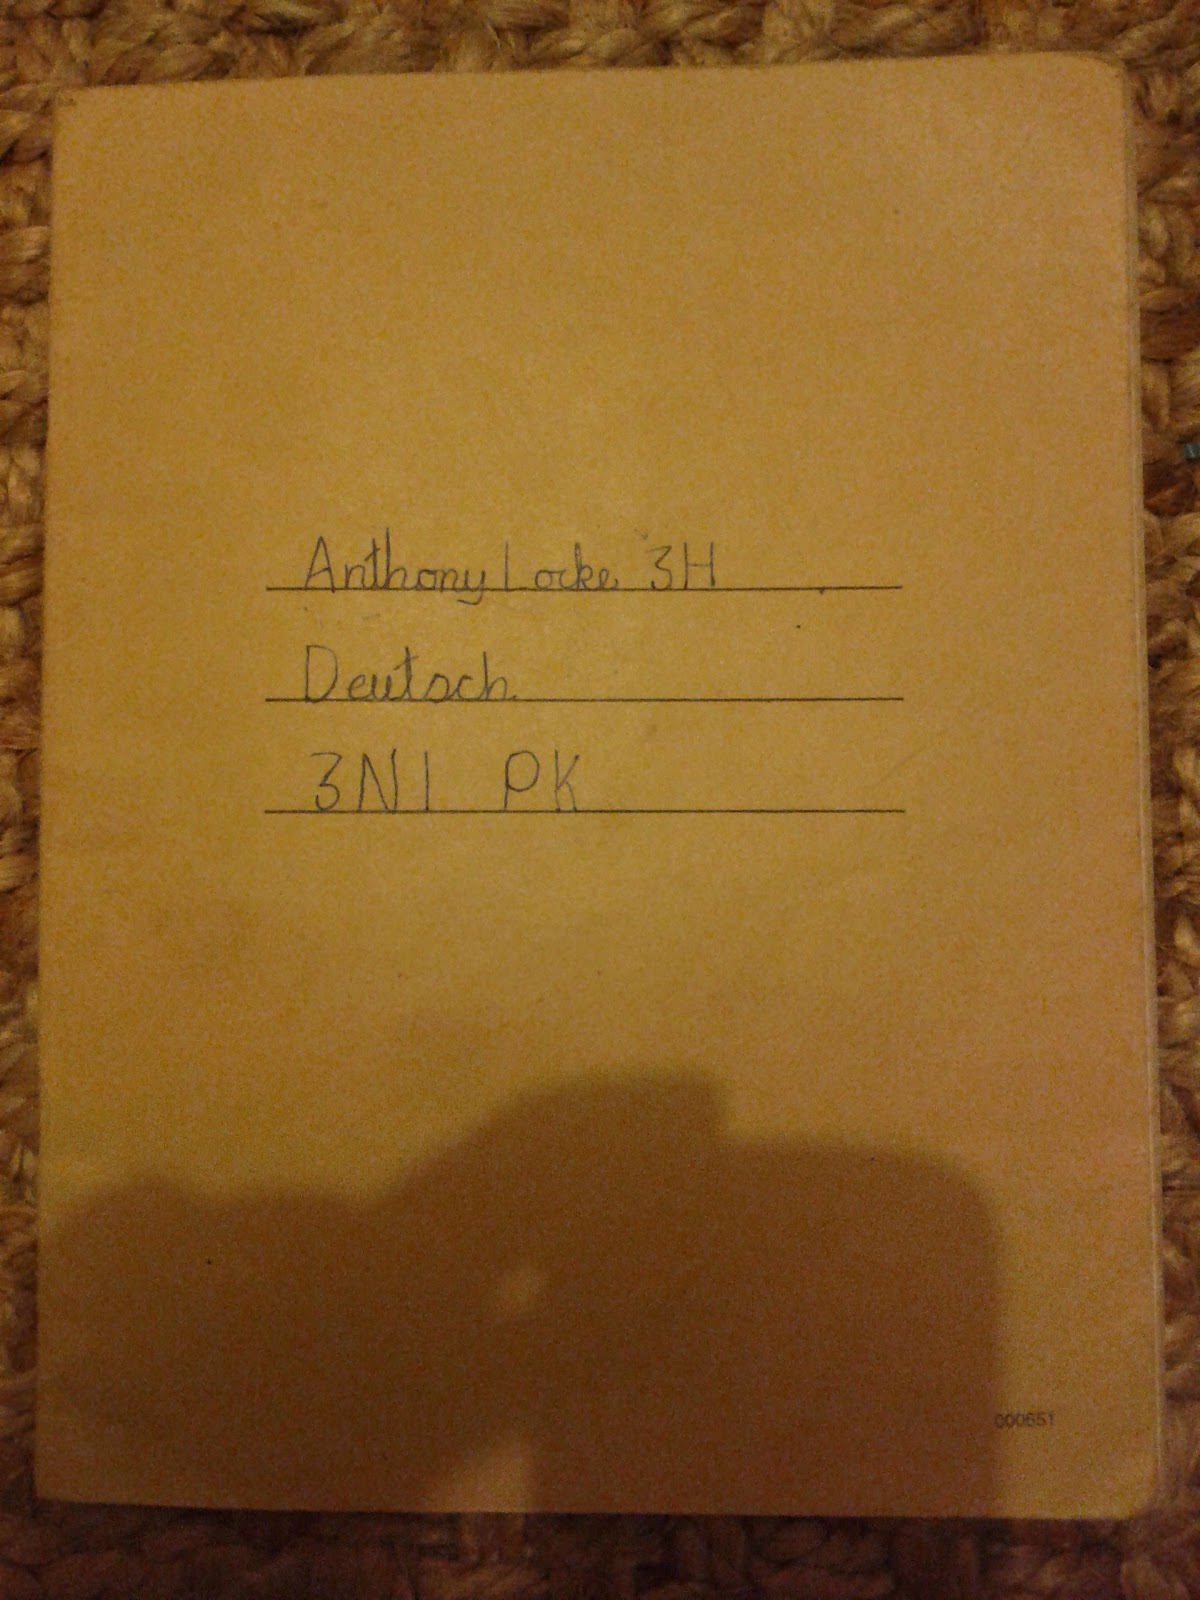 Anthony Locke 3H
Deutsch.
3N1 PK
000651